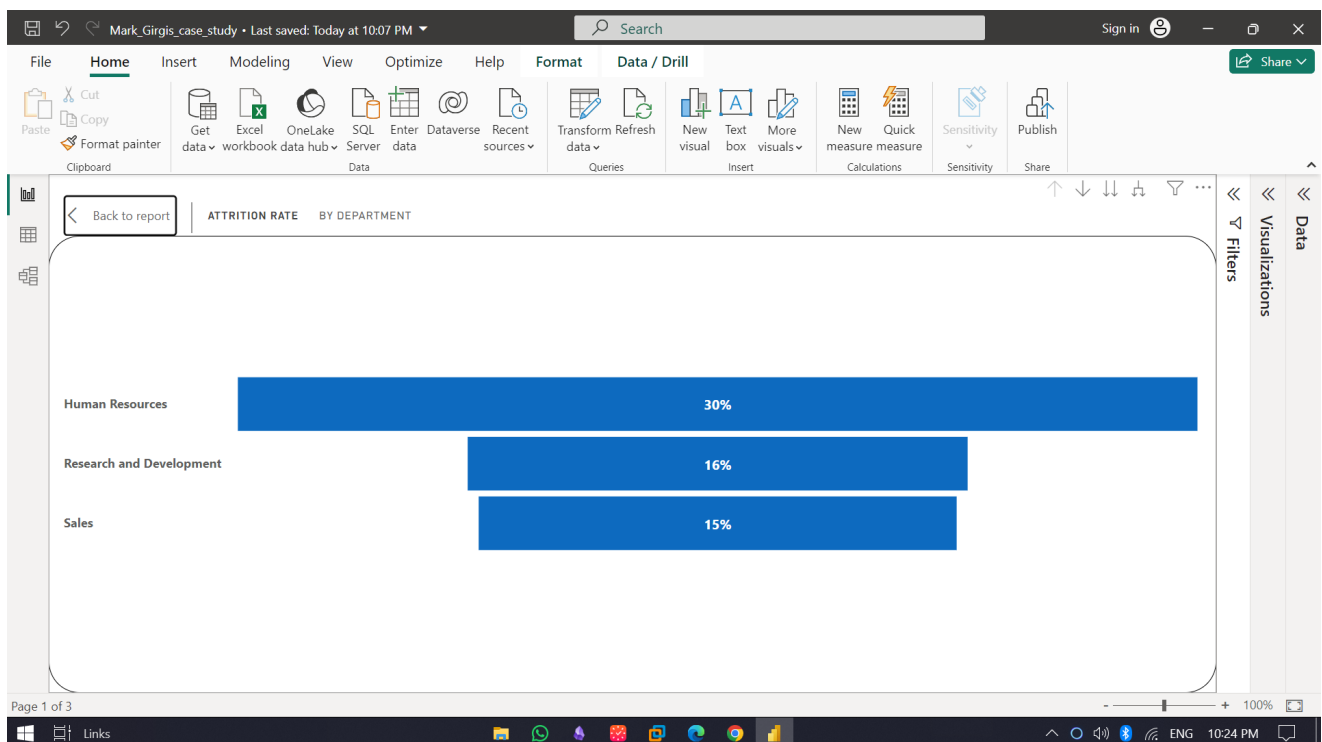 Mark_Girgis_case_study • Last saved: Today at 10:07 PM
Search
Sign in
File Home Insert Modeling View Optimize Help Format Data / Drill
Share
Paste
Cut
Copy
Format painter
Clipboard
Get data
Excel workbook
OneLake data hub
SQL Server
Enter data
Dataverse
Recent sources
Data
Transform data
Refresh
Queries
New visual
Text box
More visuals
Insert
New measure
Quick measure
Calculations
Sensitivity
Sensitivity
Publish
Share
Back to report
ATTRITION RATE BY DEPARTMENT
Filters
Visualizations
Data
Human Resources 30%
Research and Development 16%
Sales 15%
Page 1 of 3
- + 100%
Links
ENG 10:24 PM